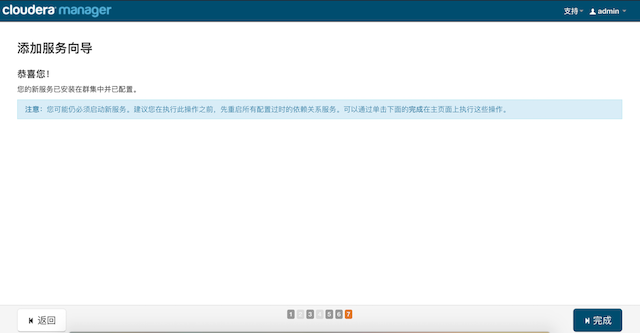 cloudera manager
支持
admin
添加服务向导
恭喜您！
您的新服务已安装在群集中并已配置。
注意：您可能仍必须启动新服务。建议您在执行此操作之前，先重启所有配置过时的依赖关系服务。可以通过单击下面的完成在主页面上执行这些操作。
返回
1 2 3 4 5 6 7
完成